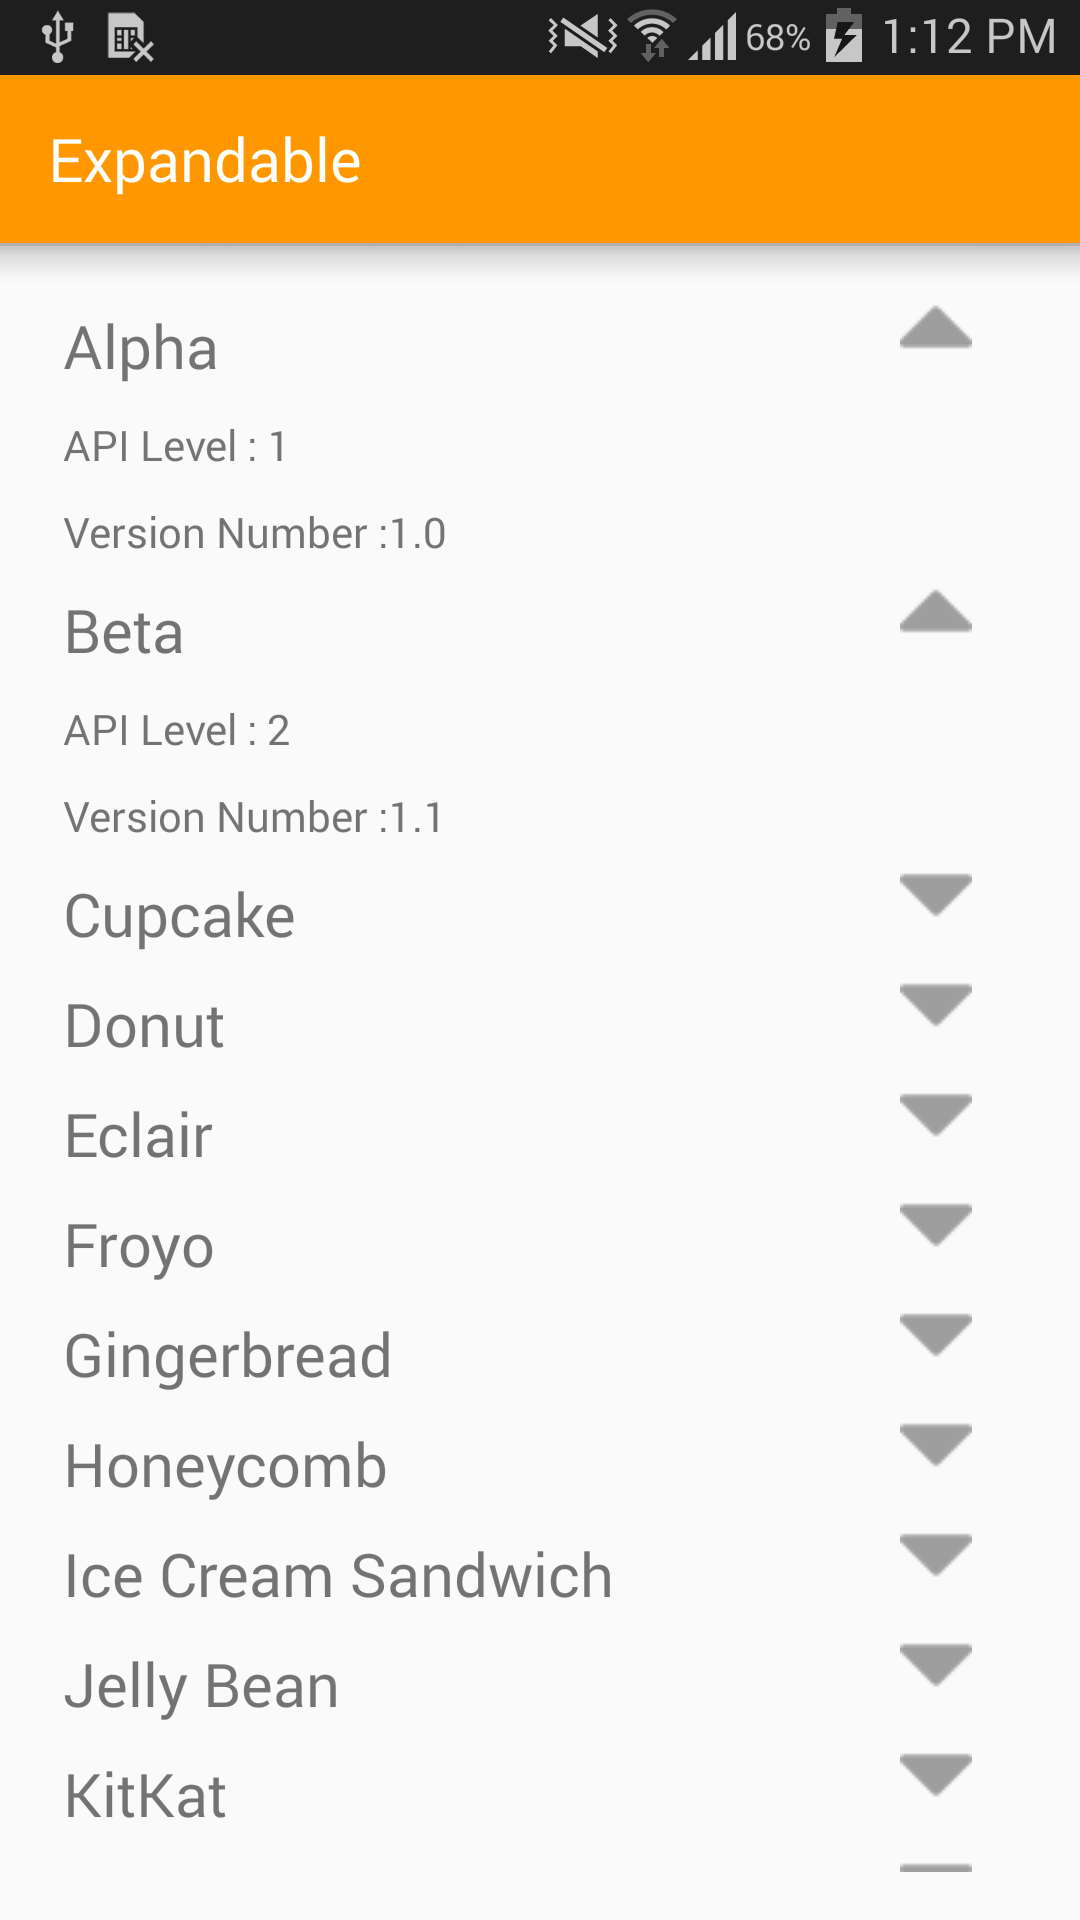 68% 1:12 PM
Expandable
Alpha
API Level : 1
Version Number :1.0
Beta
API Level : 2
Version Number :1.1
Cupcake
Donut
Eclair
Froyo
Gingerbread
Honeycomb
Ice Cream Sandwich
Jelly Bean
KitKat